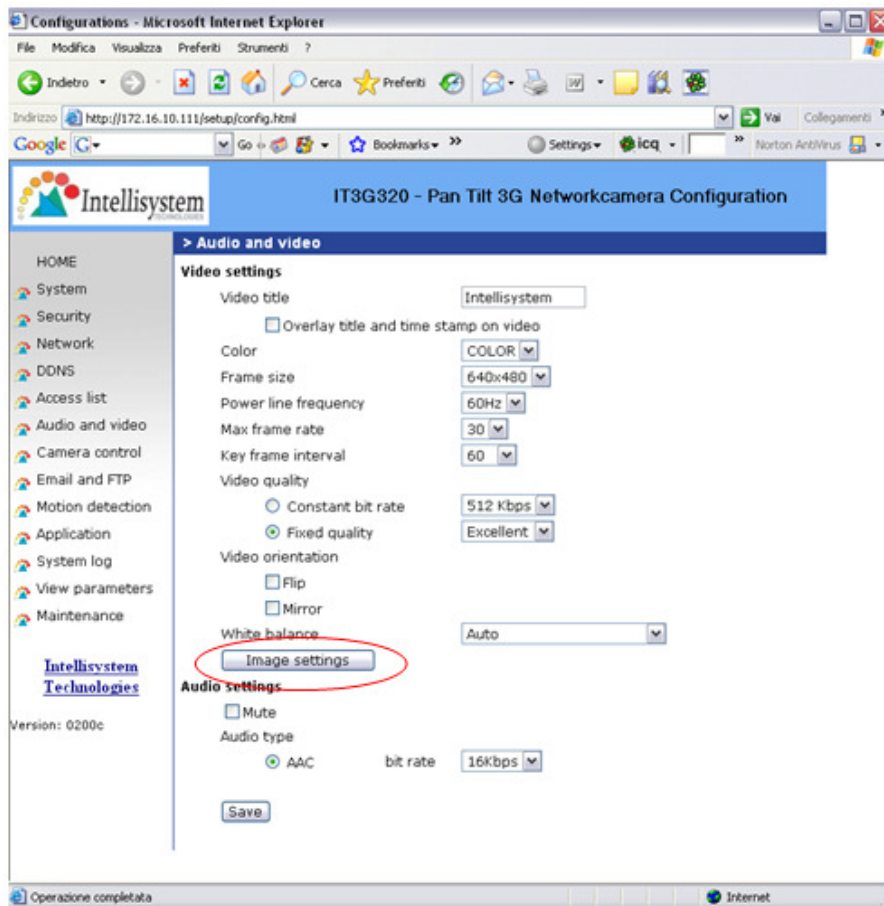 Configurations - Microsoft Internet Explorer
File Modifica Visualizza Preferiti Strumenti ?
Indietro Cerca Preferiti
Indirizzo http://172.16.10.111/setup/config.html Vai Collegamenti »
Google G Go Bookmarks » Settings icq » Norton AntiVirus
Intellisystem TECHNOLOGIES
IT3G320 - Pan Tilt 3G Networkcamera Configuration
HOME
System
Security
Network
DDNS
Access list
Audio and video
Camera control
Email and FTP
Motion detection
Application
System log
View parameters
Maintenance
Intellisystem
Technologies
Version: 0200c
> Audio and video
Video settings
Video title Intellisystem
Overlay title and time stamp on video
Color COLOR
Frame size 640x480
Power line frequency 60Hz
Max frame rate 30
Key frame interval 60
Video quality
Constant bit rate 512 Kbps
Fixed quality Excellent
Video orientation
Flip
Mirror
White balance Auto
Image settings
Audio settings
Mute
Audio type
AAC bit rate 16Kbps
Save
Operazione completata Internet